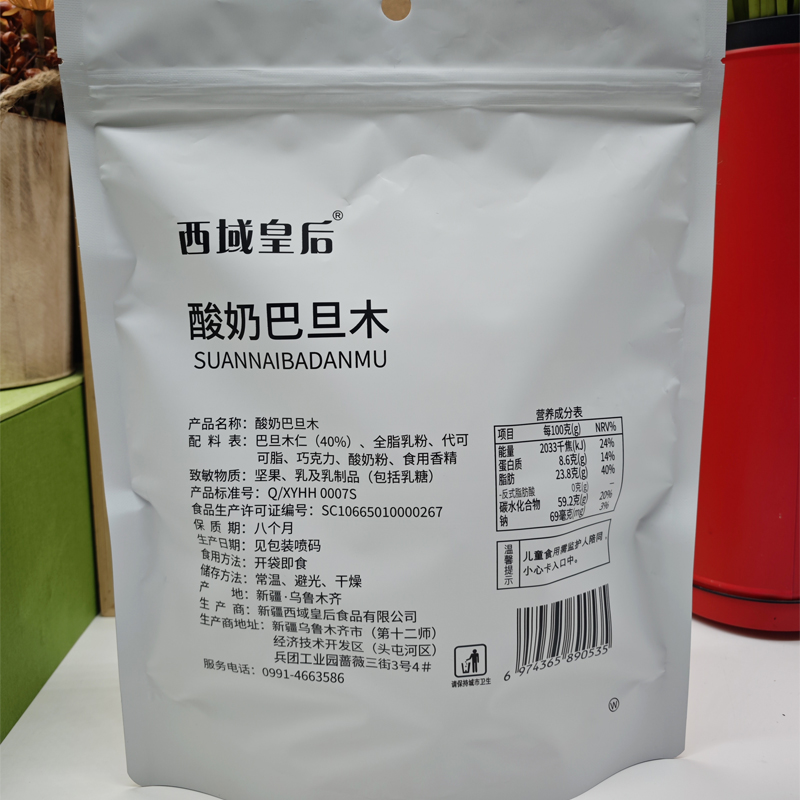 西域皇后®
酸奶巴旦木
SUANNAIBADANMU
产品名称：酸奶巴旦木
配 料 表：巴旦木仁（40%）、全脂乳粉、代可
可脂、巧克力、酸奶粉、食用香精
致敏物质：坚果、乳及乳制品（包括乳糖）
产品标准号：Q/XYHH 0007S
食品生产许可证编号：SC10665010000267
保 质 期：八个月
生产日期：见包装喷码
食用方法：开袋即食
储存方法：常温、避光、干燥
产 地：新疆·乌鲁木齐
生 产 商：新疆西域皇后食品有限公司
生产商地址：新疆乌鲁木齐市（第十二师）
经济技术开发区（头屯河区）
兵团工业园蔷薇三街3号4#
服务电话：0991-4663586
营养成分表
项目 每100克(g) NRV%
能量 2033千焦(kJ) 24%
蛋白质 8.6克(g) 14%
脂肪 23.8克(g) 40%
-反式脂肪酸 0克(g) —
碳水化合物 59.2克(g) 20%
钠 69毫克(mg) 3%
温馨提示
儿童食用需监护人陪同，
小心卡入口中。
请保持城市卫生
6 974365 890535
W